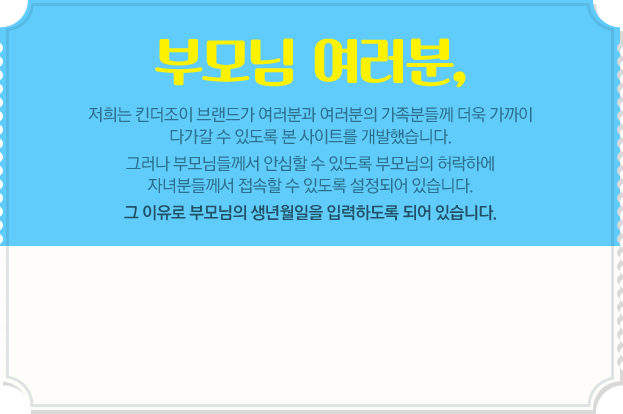 부모님 여러분,
저희는 킨더조이 브랜드가 여러분과 여러분의 가족분들께 더욱 가까이
다가갈 수 있도록 본 사이트를 개발했습니다.
그러나 부모님들께서 안심할 수 있도록 부모님의 허락하에
자녀분들께서 접속할 수 있도록 설정되어 있습니다.
그 이유로 부모님의 생년월일을 입력하도록 되어 있습니다.